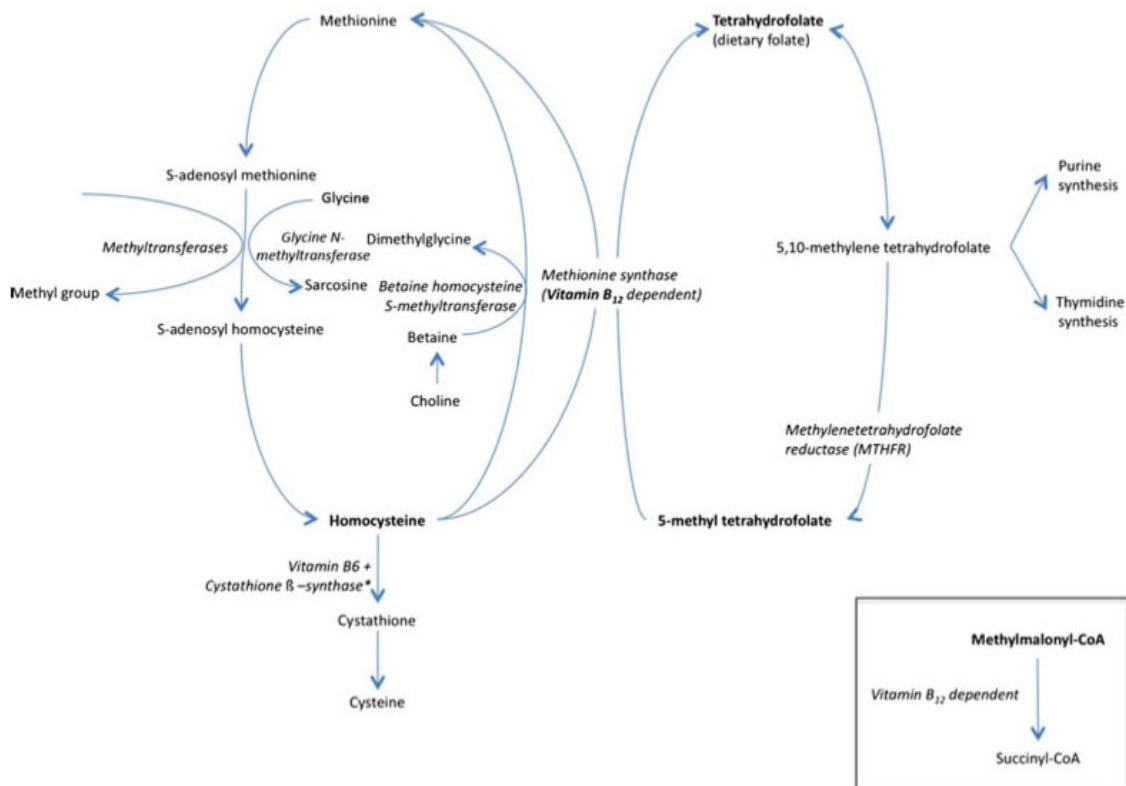 Methionine
Tetrahydrofolate
(dietary folate)
S-adenosyl methionine
Glycine
Methyltransferases
Glycine N-
methyltransferase
Dimethylglycine
Sarcosine
Methyl group
Betaine homocysteine
S-methyltransferase
S-adenosyl homocysteine
Betaine
Choline
Methionine synthase
(Vitamin B12 dependent)
5,10-methylene tetrahydrofolate
Purine
synthesis
Thymidine
synthesis
Methylenetetrahydrofolate
reductase (MTHFR)
Homocysteine
5-methyl tetrahydrofolate
Vitamin B6 +
Cystathione ß –synthase*
Cystathione
Cysteine
Methylmalonyl-CoA
Vitamin B12 dependent
Succinyl-CoA